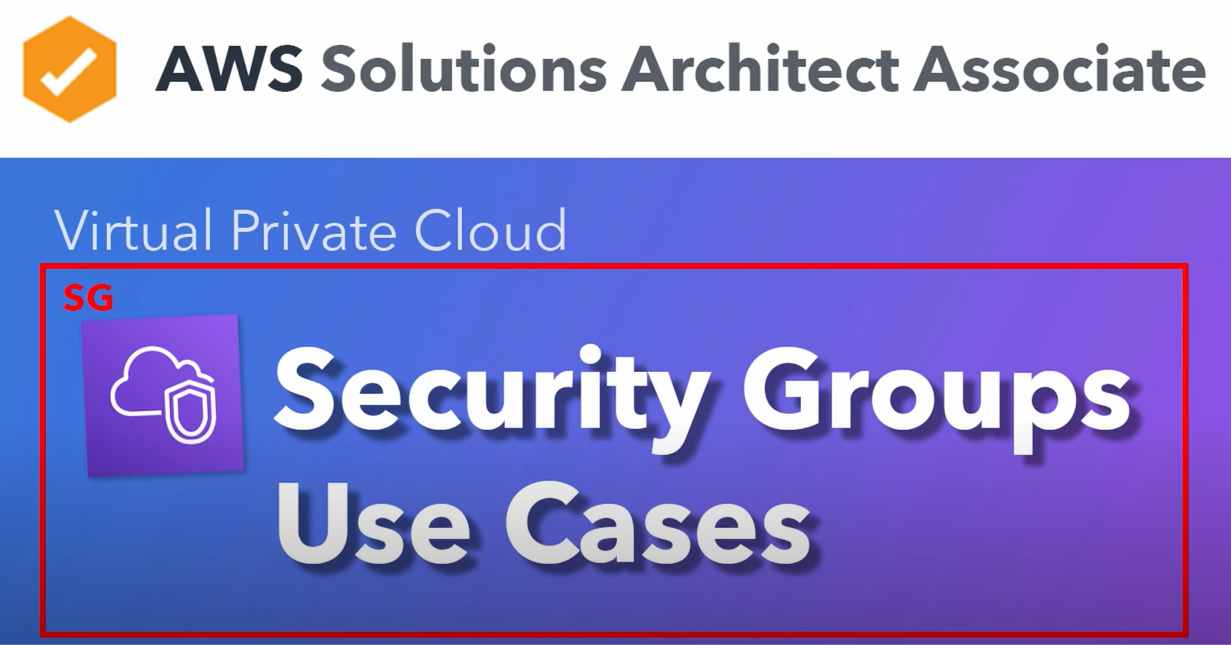 AWS Solutions Architect Associate
Virtual Private Cloud
SG
Security Groups
Use Cases